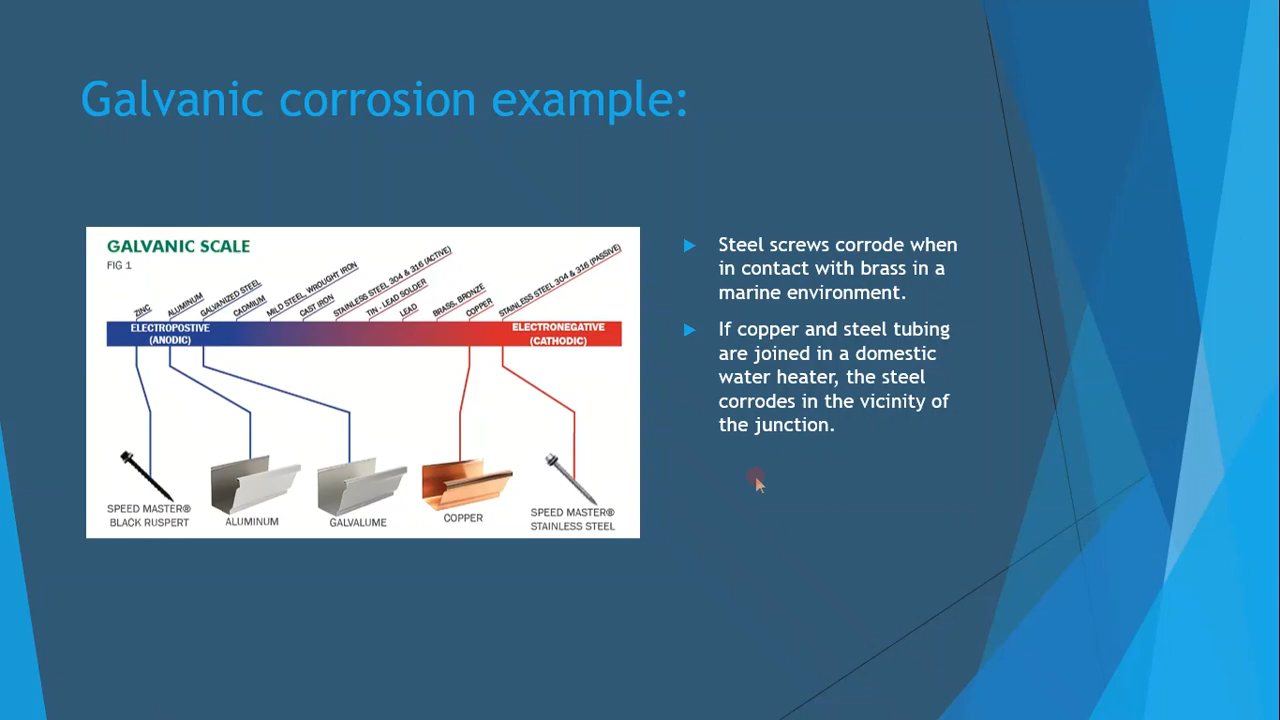 Galvanic corrosion example:
GALVANIC SCALE
FIG 1
ZINC
ALUMINUM
GALVANIZED STEEL
CADMIUM
MILD STEEL, WROUGHT IRON
CAST IRON
STAINLESS STEEL 304 & 316 (ACTIVE)
TIN - LEAD SOLDER
LEAD
BRASS, BRONZE
COPPER
STAINLESS STEEL 304 & 316 (PASSIVE)
ELECTROPOSTIVE
(ANODIC)
ELECTRONEGATIVE
(CATHODIC)
SPEED MASTER®
BLACK RUSPERT
ALUMINUM
GALVALUME
COPPER
SPEED MASTER®
STAINLESS STEEL
Steel screws corrode when
in contact with brass in a
marine environment.
If copper and steel tubing
are joined in a domestic
water heater, the steel
corrodes in the vicinity of
the junction.